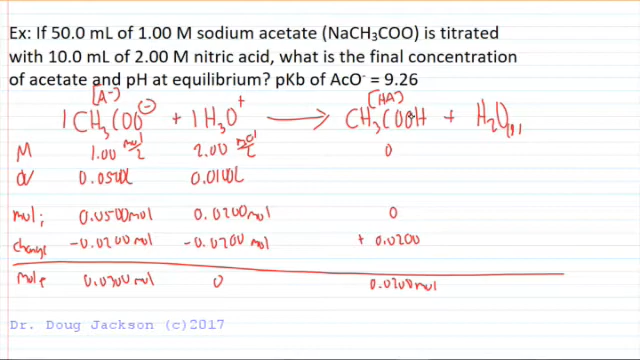 Ex: If 50.0 mL of 1.00 M sodium acetate (NaCH₃COO) is titrated
with 10.0 mL of 2.00 M nitric acid, what is the final concentration
of acetate and pH at equilibrium? pKb of AcO⁻ = 9.26
[A⁻] [HA]
1 CH₃COO⁻ + 1 H₃O⁺ → CH₃COOH + H₂O(l)
M 1.00 mol/L 2.00 mol/L 0
V 0.0500L 0.0100L
molᵢ 0.0500 mol 0.0200 mol 0
change -0.0200 mol -0.0200 mol + 0.0200
mol 0.0300 mol 0 0.0200 mol
Dr. Doug Jackson (c)2017